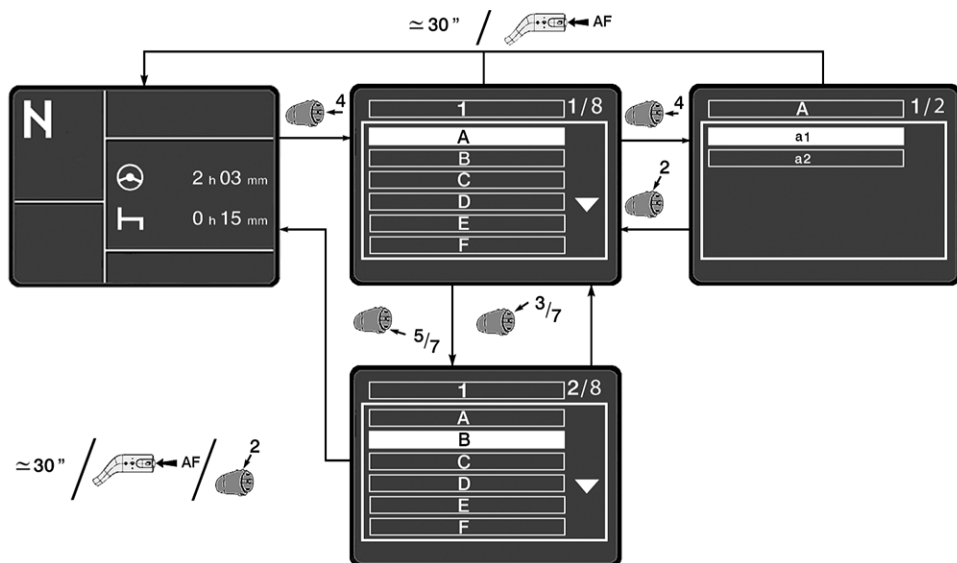 ≃ 30 " / AF
N
2 h 03 mm
0 h 15 mm
4
1 1/8
A
B
C
D
E
F
4
2
A 1/2
a1
a2
5/7
3/7
1 2/8
A
B
C
D
E
F
≃ 30 " / AF / 2